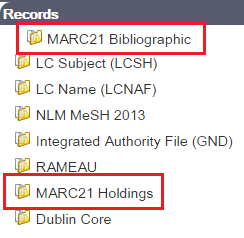 Records
MARC21 Bibliographic
LC Subject (LCSH)
LC Name (LCNAF)
NLM MeSH 2013
Integrated Authority File (GND)
RAMEAU
MARC21 Holdings
Dublin Core